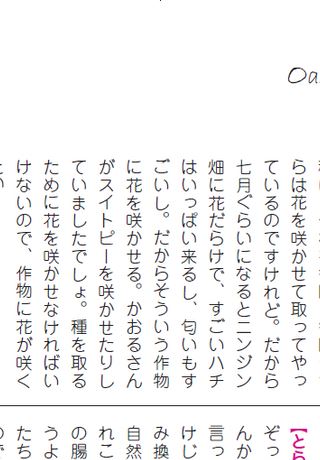 Oa
らは花を咲かせて取ってやっ
ているのですけれど。だから
七月ぐらいになるとニンジン
畑に花だらけで、すごいハチ
はいっぱい来るし、匂いもす
ごいし。だからそういう作物
に花を咲かせる。かおるさん
がスイトピーを咲かせたりし
ていましたでしょ。種を取る
ために花を咲かせなければい
けないので、作物に花が咲く
【とら
ぞっ
んか
言っ
けじ
み換
自然
れこ
の腸
うよ
たち